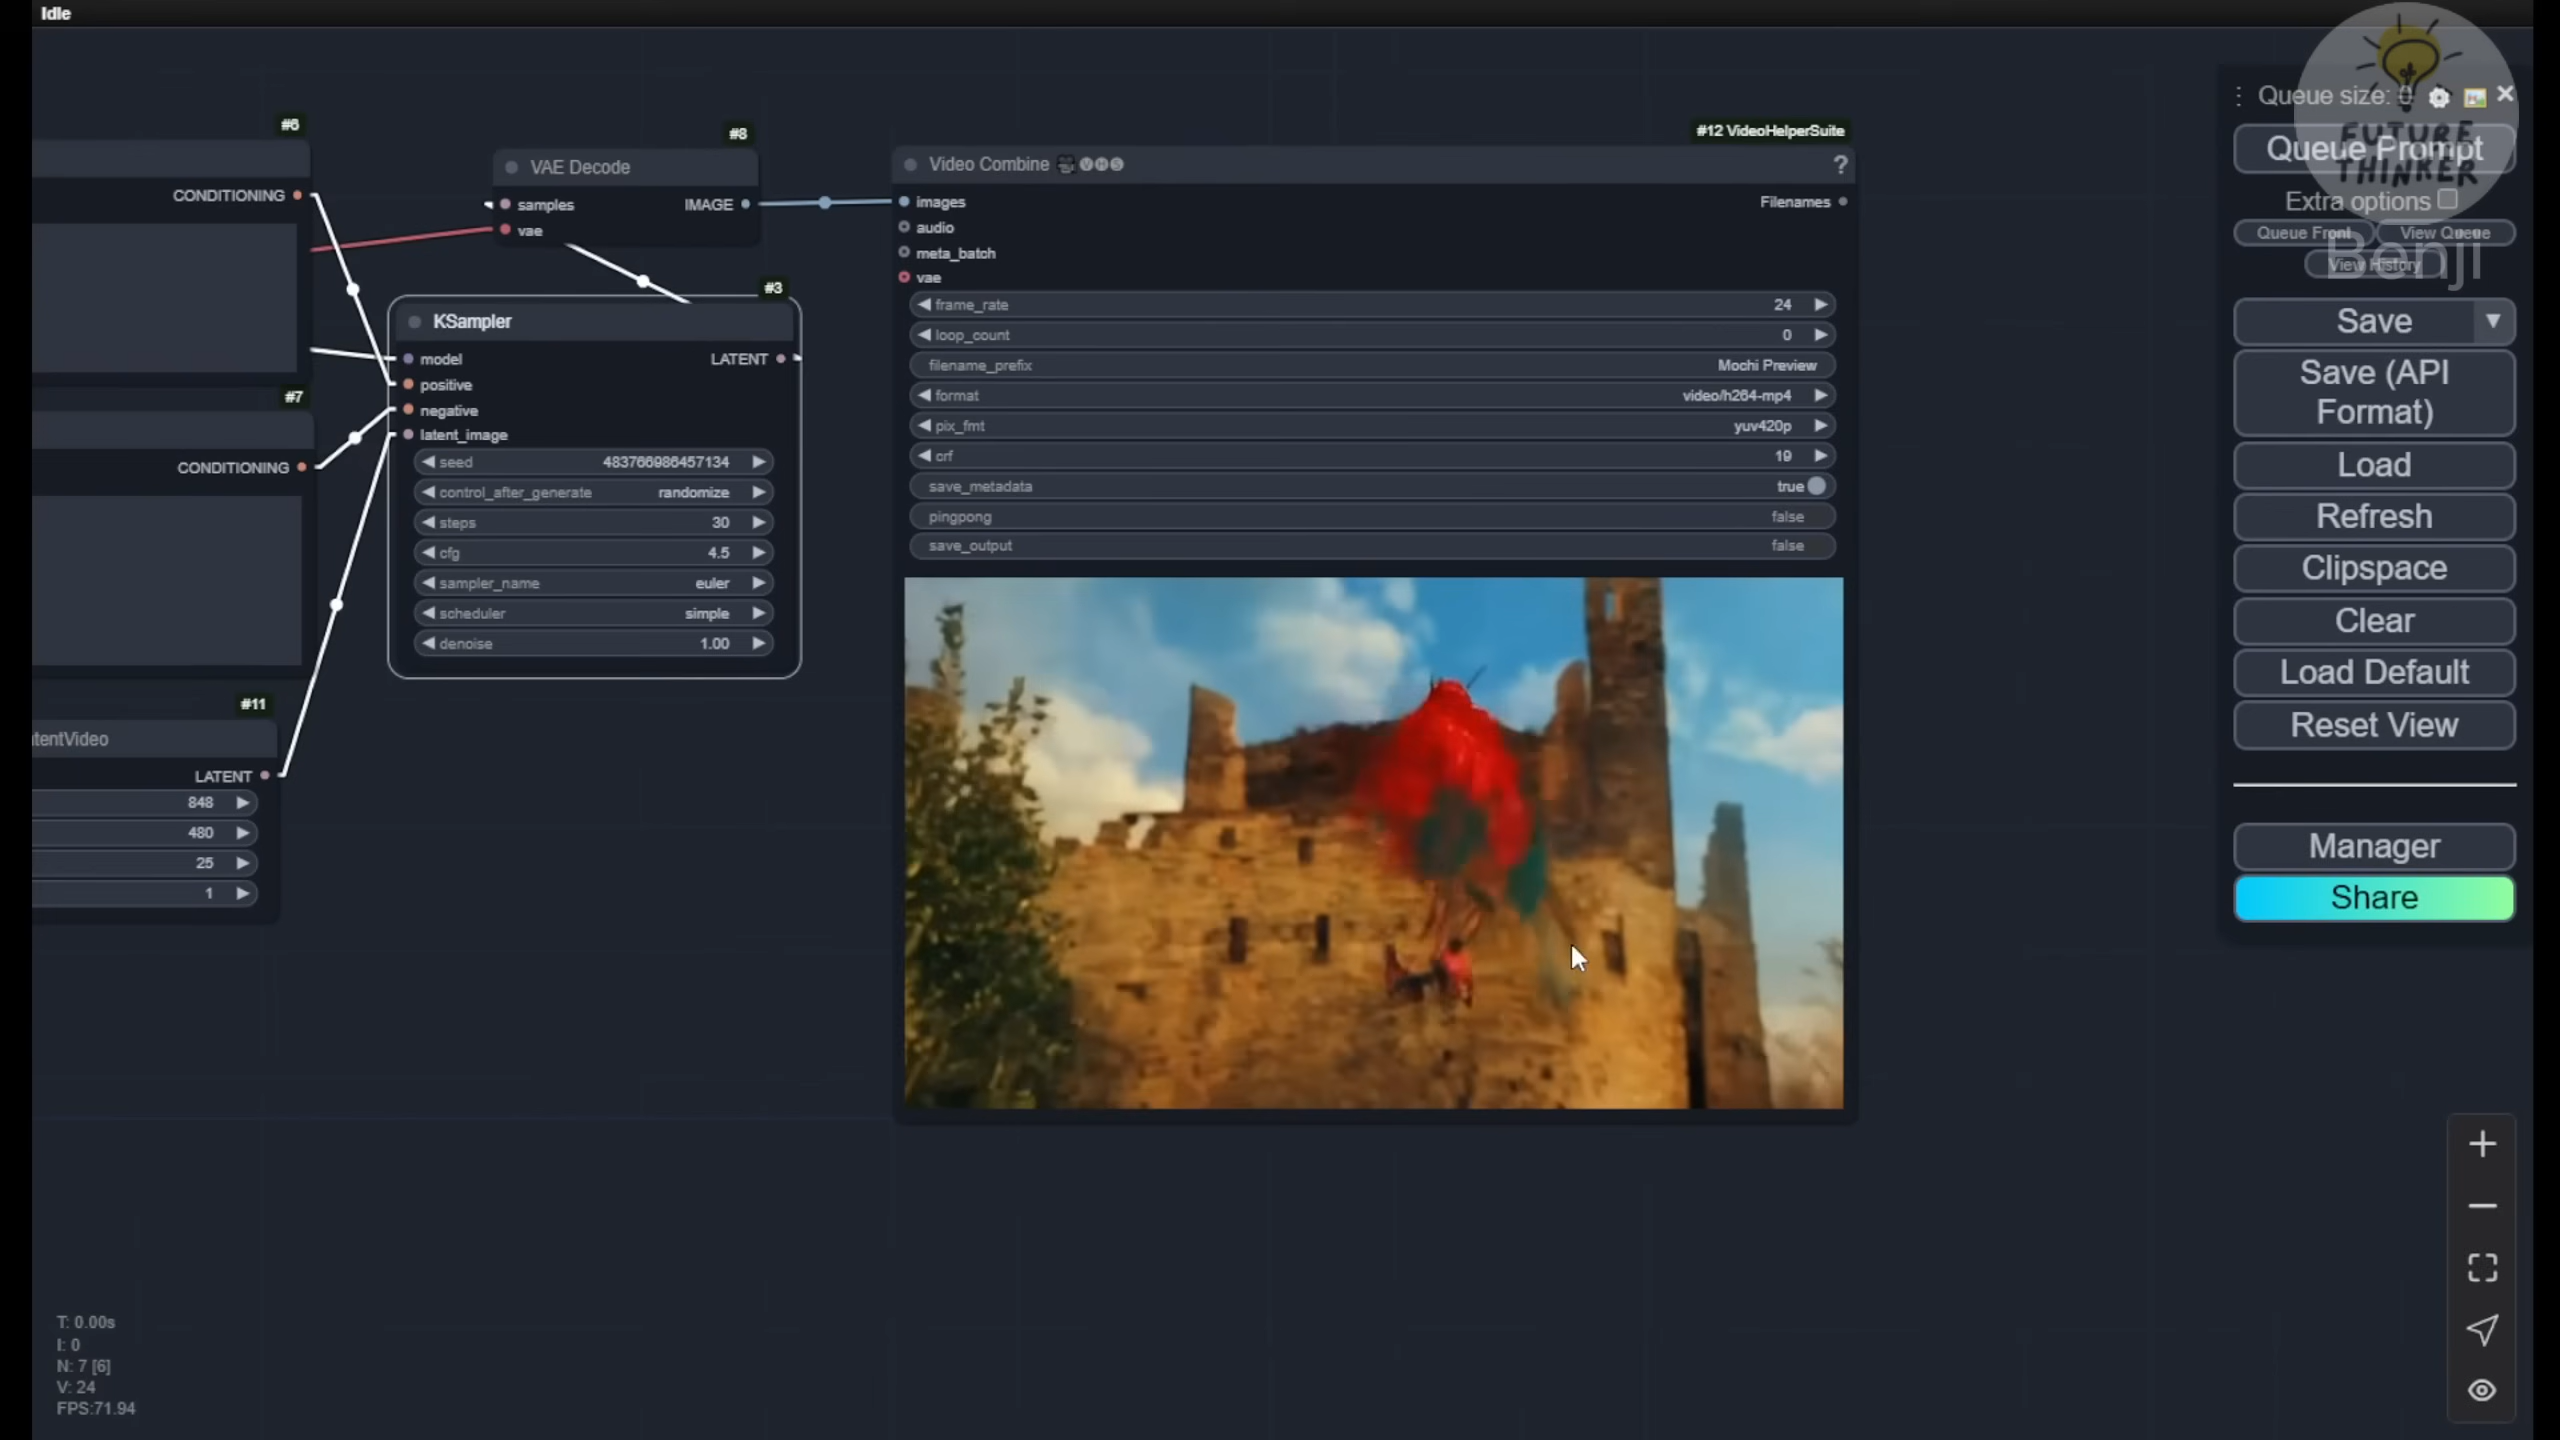 Idle
#6
CONDITIONING
#7
CONDITIONING
#11
tentVideo
LATENT
848
480
25
1
#8
VAE Decode
samples IMAGE
vae
#3
KSampler
model LATENT
positive
negative
latent_image
seed 483766986457134
control_after_generate randomize
steps 30
cfg 4.5
sampler_name euler
scheduler simple
denoise 1.00
#12 VideoHelperSuite
Video Combine VHS ?
images Filenames
audio
meta_batch
vae
frame_rate 24
loop_count 0
filename_prefix Mochi Preview
format video/h264-mp4
pix_fmt yuv420p
crf 19
save_metadata true
pingpong false
save_output false
Queue size: 0
Queue Prompt
Extra options
Queue Front View Queue
View History
FUTURE
THINKER
Benji
Save
Save (API
Format)
Load
Refresh
Clipspace
Clear
Load Default
Reset View
Manager
Share
T: 0.00s
I: 0
N: 7 [6]
V: 24
FPS:71.94